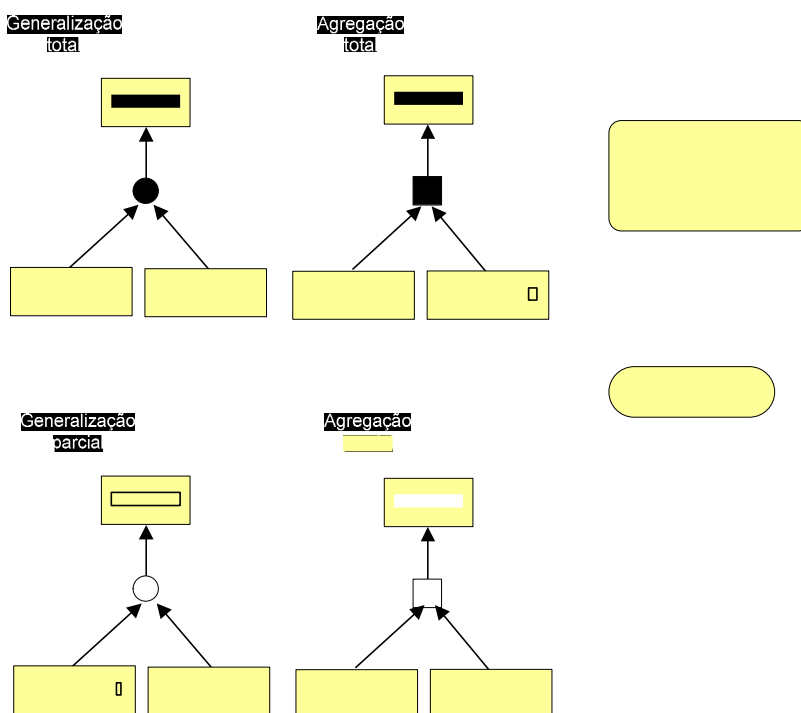 Generalização
total
Agregação
total
Generalização
parcial
Agregação